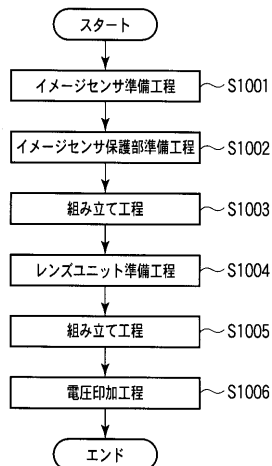 スタート
イメージセンサ準備工程 S1001
イメージセンサ保護部準備工程 S1002
組み立て工程 S1003
レンズユニット準備工程 S1004
組み立て工程 S1005
電圧印加工程 S1006
エンド